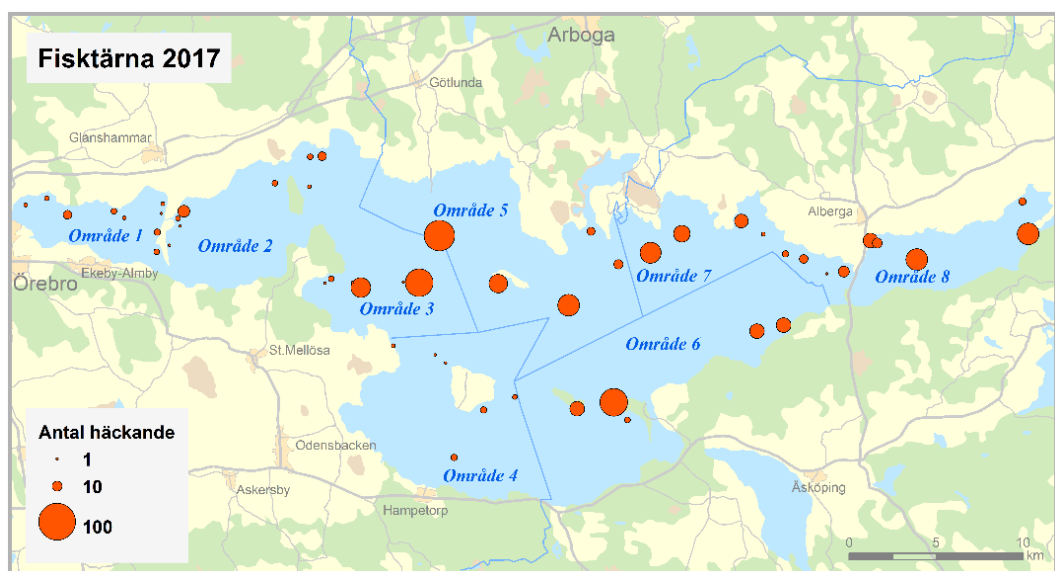 Fisktärna 2017
Arboga
Götlunda
Glanshammar
Område 5
Alberga
Område 1
Område 2
Område 7
Ekeby-Almby
Örebro
Område 8
Område 3
Område 6
St.Mellösa
Antal häckande
1
10
100
Odensbacken
Område 4
Askersby
Hampetorp
Äsköping
0 10
km